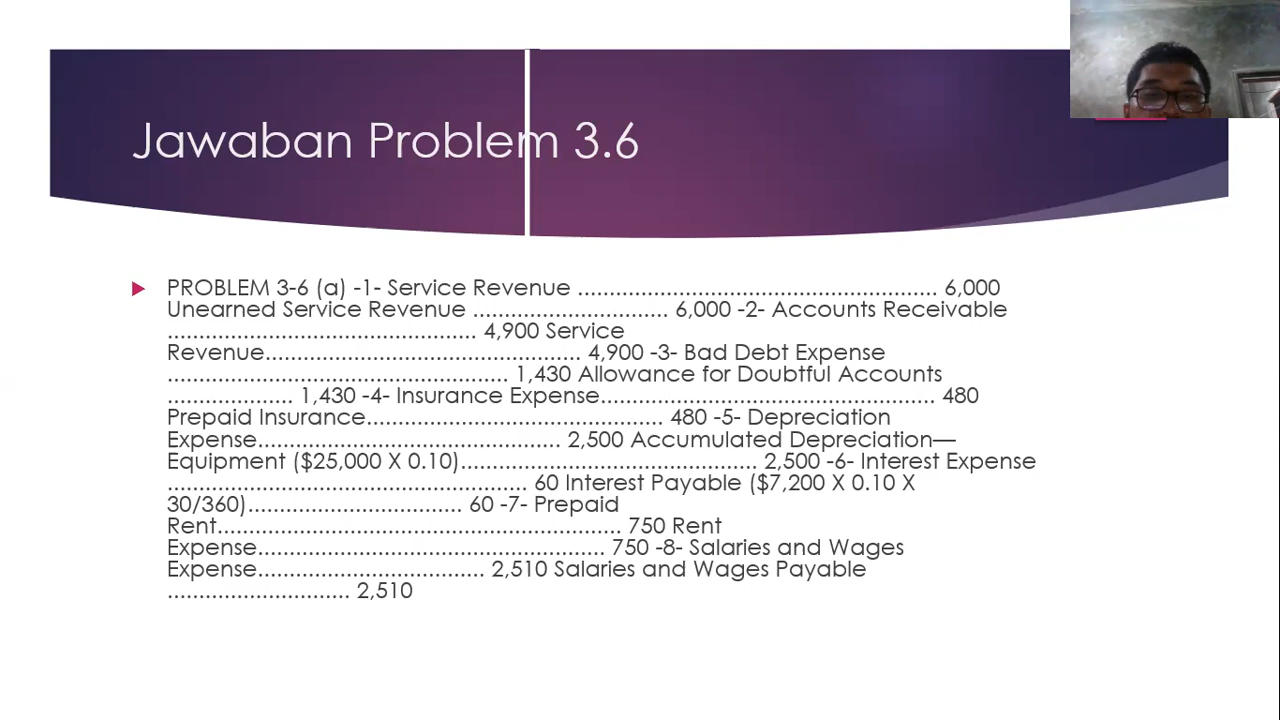 Jawaban Problem 3.6
PROBLEM 3-6 (a) -1- Service Revenue ........................................................ 6,000
Unearned Service Revenue ............................... 6,000 -2- Accounts Receivable
................................................. 4,900 Service
Revenue.................................................. 4,900 -3- Bad Debt Expense
...................................................... 1,430 Allowance for Doubtful Accounts
.................... 1,430 -4- Insurance Expense..................................................... 480
Prepaid Insurance............................................... 480 -5- Depreciation
Expense................................................ 2,500 Accumulated Depreciation—
Equipment ($25,000 X 0.10)............................................... 2,500 -6- Interest Expense
......................................................... 60 Interest Payable ($7,200 X 0.10 X
30/360).................................. 60 -7- Prepaid
Rent................................................................ 750 Rent
Expense....................................................... 750 -8- Salaries and Wages
Expense.................................... 2,510 Salaries and Wages Payable
............................. 2,510